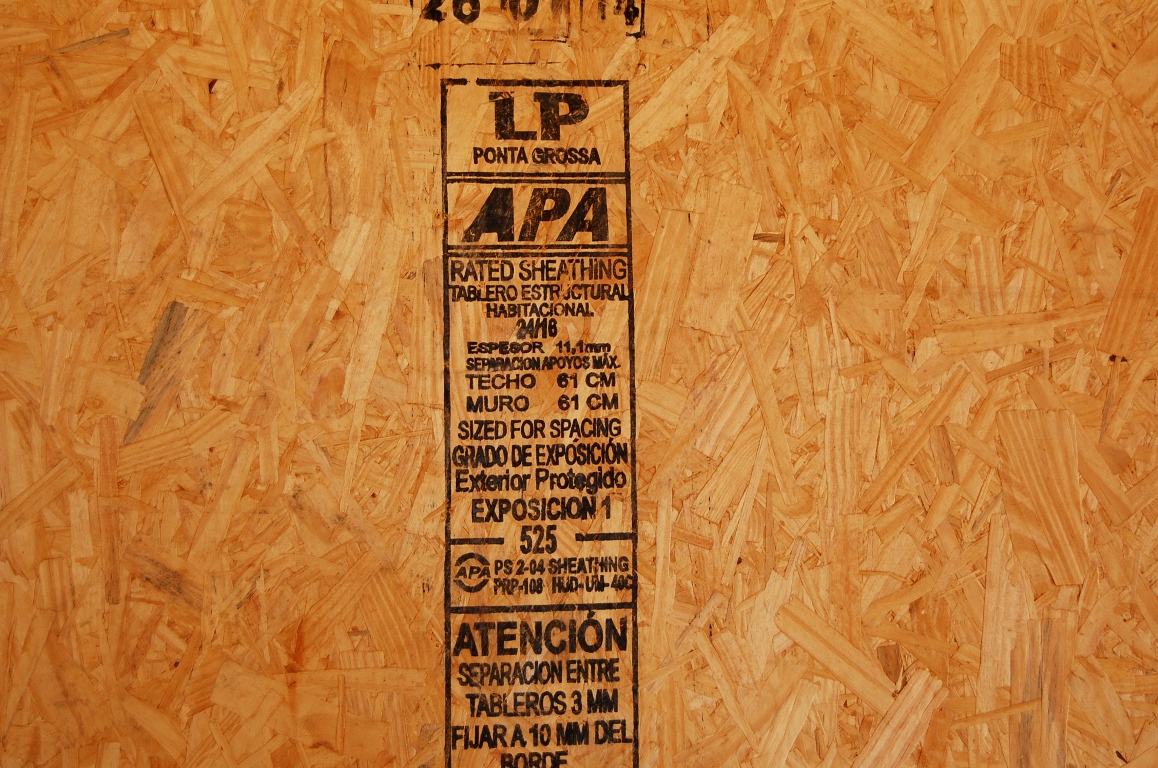 LP
PONTA GROSSA
APA
RATED SHEATHING
TABLERO ESTRUCTURAL
HABITACIONAL
24/16
ESPESOR 11,1mm
SEPARACION APOYOS MÁX.
TECHO 61 CM
MURO 61 CM
SIZED FOR SPACING
GRADO DE EXPÓSICIÓN
Exterior Protegido
EXPOSICION 1
525
APA PS 2-04 SHEATHING
PRP-108 HUD-UM-40C
ATENCIÓN
SEPARACION ENTRE
TABLEROS 3 MM
FIJAR A 10 MM DEL
BORDE